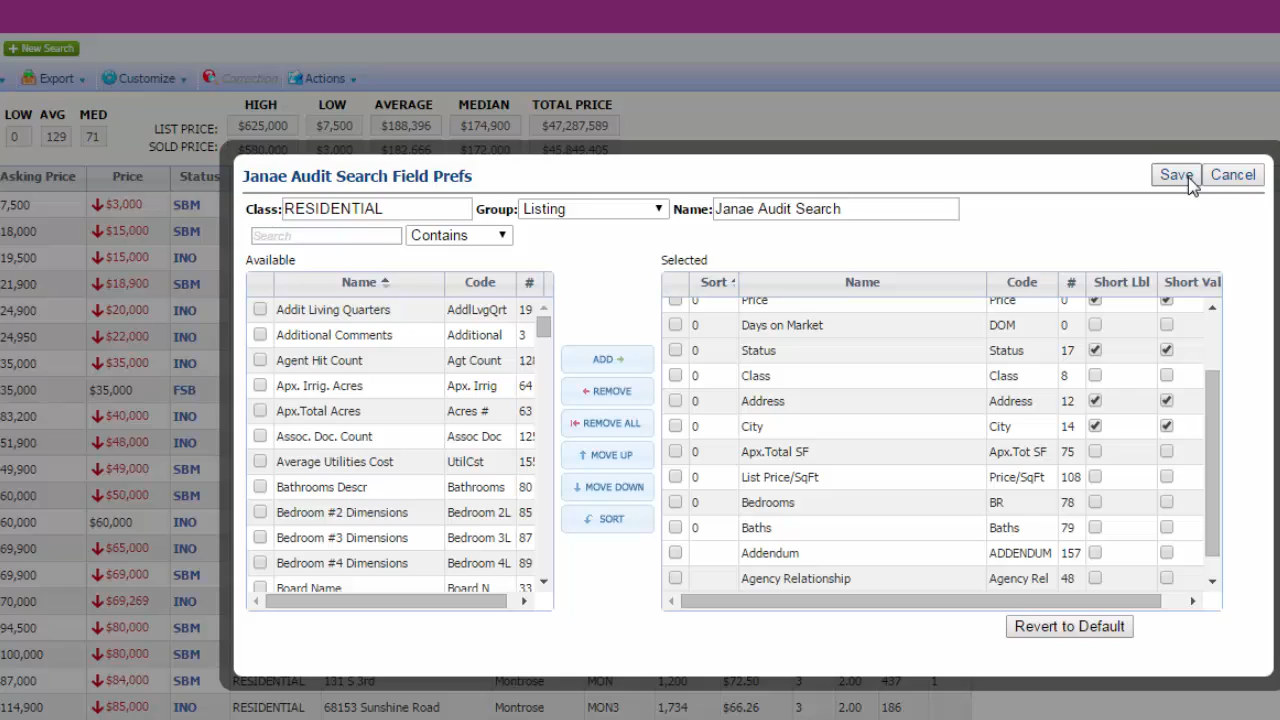 New Search
Export Customize Correction Actions
HIGH LOW AVERAGE MEDIAN TOTAL PRICE
LOW AVG MED
LIST PRICE: $625,000 $7,500 $188,396 $174,900 $47,287,589
0 129 71
SOLD PRICE: $580,000 $3,000 $182,666 $172,000 $45,849,405
Asking Price Price Status
7,500 $3,000 SBM
18,000 $15,000 SBM
19,500 $15,000 INO
21,900 $18,900 SBM
24,900 $20,000 INO
24,950 $22,000 INO
35,000 $35,000 INO
35,000 $35,000 FSB
83,200 $40,000 INO
51,900 $48,000 INO
49,900 $49,000 SBM
60,000 $50,000 SBM
60,000 $60,000 INO
69,900 $65,000 INO
69,900 $69,000 SBM
70,000 $69,269 INO
94,500 $80,000 SBM
100,000 $80,000 SBM
87,000 $84,000 SBM RESIDENTIAL 131 S 3rd Montrose MON 1,200 $72.50 3 2.00 437 1
114,900 $85,000 INO RESIDENTIAL 68153 Sunshine Road Montrose MON3 1,734 $66.26 3 2.00 186
Janae Audit Search Field Prefs
Save Cancel
Class: RESIDENTIAL Group: Listing Name: Janae Audit Search
Search Contains
Available
Name Code #
Addit Living Quarters AddlLvgQrt 19
Additional Comments Additional 3
Agent Hit Count Agt Count 12
Apx. Irrig. Acres Apx. Irrig 64
Apx.Total Acres Acres # 63
Assoc. Doc. Count Assoc Doc 12
Average Utilities Cost UtilCst 15
Bathrooms Descr Bathrooms 80
Bedroom #2 Dimensions Bedroom 2L 85
Bedroom #3 Dimensions Bedroom 3L 87
Bedroom #4 Dimensions Bedroom 4L 89
Board Name Board N 33
ADD
REMOVE
REMOVE ALL
MOVE UP
MOVE DOWN
SORT
Selected
Sort Name Code # Short Lbl Short Val
0 Price Price 0
0 Days on Market DOM 0
0 Status Status 17
0 Class Class 8
0 Address Address 12
0 City City 14
0 Apx.Total SF Apx.Tot SF 75
0 List Price/SqFt Price/SqFt 108
0 Bedrooms BR 78
0 Baths Baths 79
Addendum ADDENDUM 157
Agency Relationship Agency Rel 48
Revert to Default